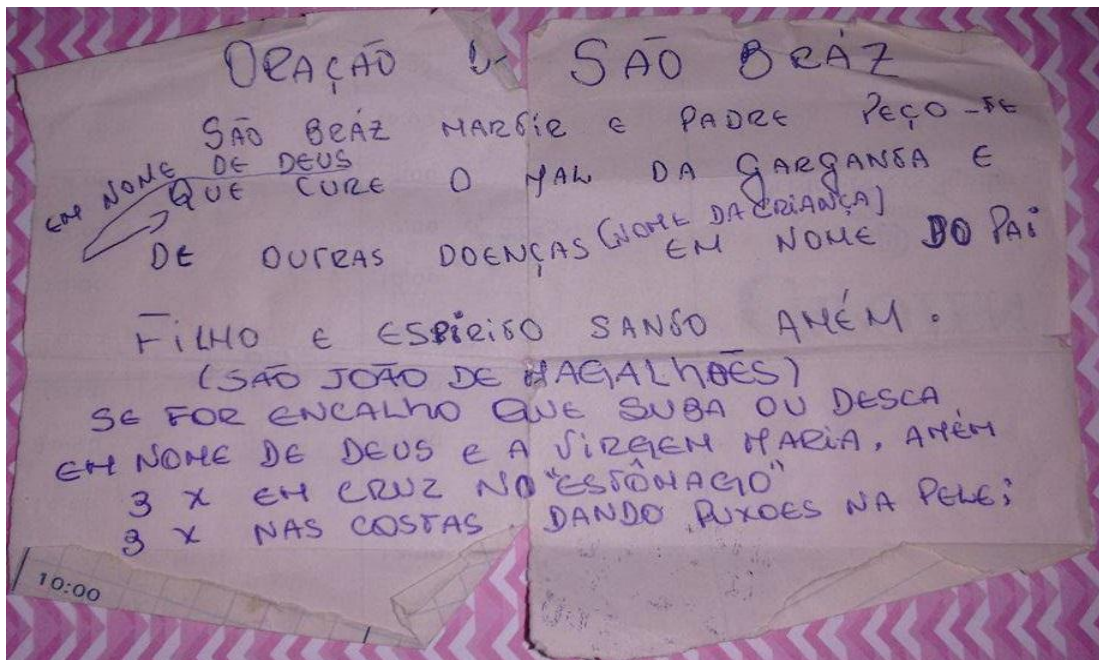 ORAÇÃO D SÃO BRÁZ
SÃO BRÁZ MARTIR E PADRE PEÇO-TE
EM NOME DE DEUS
QUE CURE O MAL DA GARGANTA E
DE OUTRAS DOENÇAS (NOME DA CRIANÇA) EM NOME DO PAI
FILHO E ESPÍRITO SANTO AMÉM.
(SÃO JOÃO DE MAGALHÃES)
SE FOR ENCALHO QUE SUBA OU DESCA,
EM NOME DE DEUS E A VIRGEM MARIA, AMÉM
3 X EM CRUZ NO "ESTÔMAGO"
3 X NAS COSTAS DANDO PUXOES NA PELE;
10:00